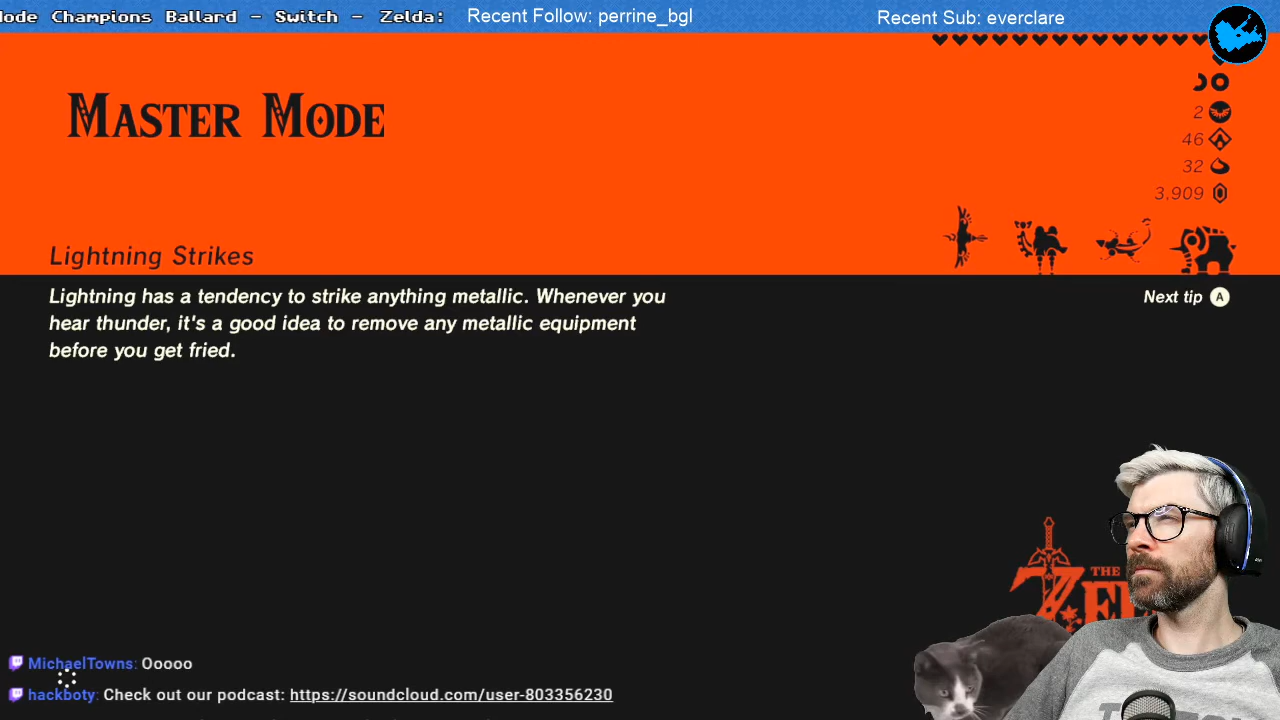 lode Champions Ballard - Switch - Zelda:
Recent Follow: perrine_bgl
Recent Sub: everclare
MASTER MODE
2
46
32
3,909
Lightning Strikes
Lightning has a tendency to strike anything metallic. Whenever you
hear thunder, it's a good idea to remove any metallic equipment
before you get fried.
Next tip A
THE
MichaelTowns: Ooooo
hackboty: Check out our podcast: https://soundcloud.com/user-803356230